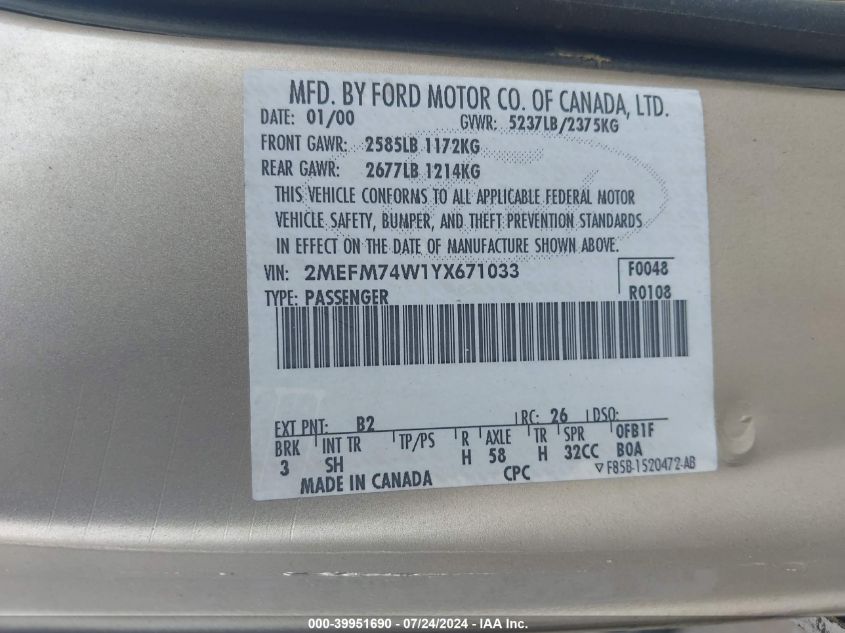 MFD. BY FORD MOTOR CO. OF CANADA, LTD.
DATE: 01/00 GVWR: 5237LB/2375KG
FRONT GAWR: 2585LB 1172KG
REAR GAWR: 2677LB 1214KG
THIS VEHICLE CONFORMS TO ALL APPLICABLE FEDERAL MOTOR
VEHICLE SAFETY, BUMPER, AND THEFT PREVENTION STANDARDS
IN EFFECT ON THE DATE OF MANUFACTURE SHOWN ABOVE.
VIN: 2MEFM74W1YX671033 F0048
TYPE: PASSENGER R0108
EXT PNT: B2 RC: 26 DSO:
BRK INT TR TP/PS R AXLE TR SPR 0FB1F
3 SH H 58 H 32CC B0A
MADE IN CANADA CPC F85B-1520472-AB
000-39951690 / 07/24/2024 - IAA Inc.